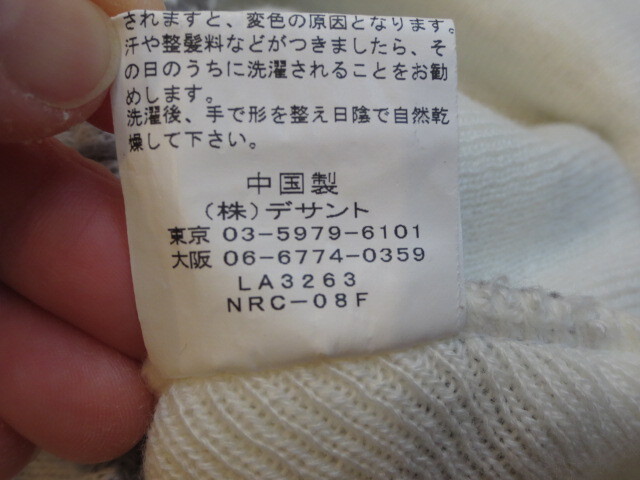 されますと、変色の原因となります。
汗や整髪料などがつきましたら、そ
の日のうちに洗濯されることをお勧
めします。
洗濯後、手で形を整え日陰で自然乾
燥して下さい。
中国製
(株)デサント
東京 03-5979-6101
大阪 06-6774-0359
LA3263
NRC-08F